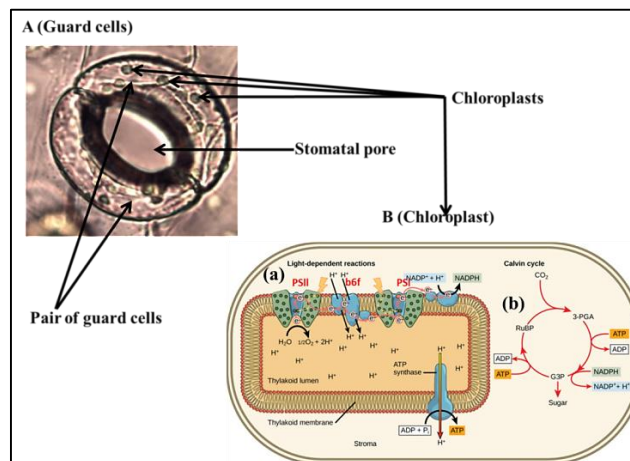 A (Guard cells)
Chloroplasts
Stomatal pore
B (Chloroplast)
Pair of guard cells
Light-dependent reactions
(a)
PSII
H⁺ H⁺
b6f
PSI
NADP⁺ + H⁺
NADPH
H₂O
1/2O₂ + 2H⁺
H⁺ H⁺
H⁺
H⁺
H⁺
H⁺
H⁺
H⁺
Thylakoid lumen
ATP
synthase
H⁺
Thylakoid membrane
ADP + Pᵢ
ATP
H⁺
Stroma
Calvin cycle
(b)
CO₂
3-PGA
RuBP
ATP
ADP
ADP
ATP
G3P
NADPH
NADP⁺ + H⁺
Sugar